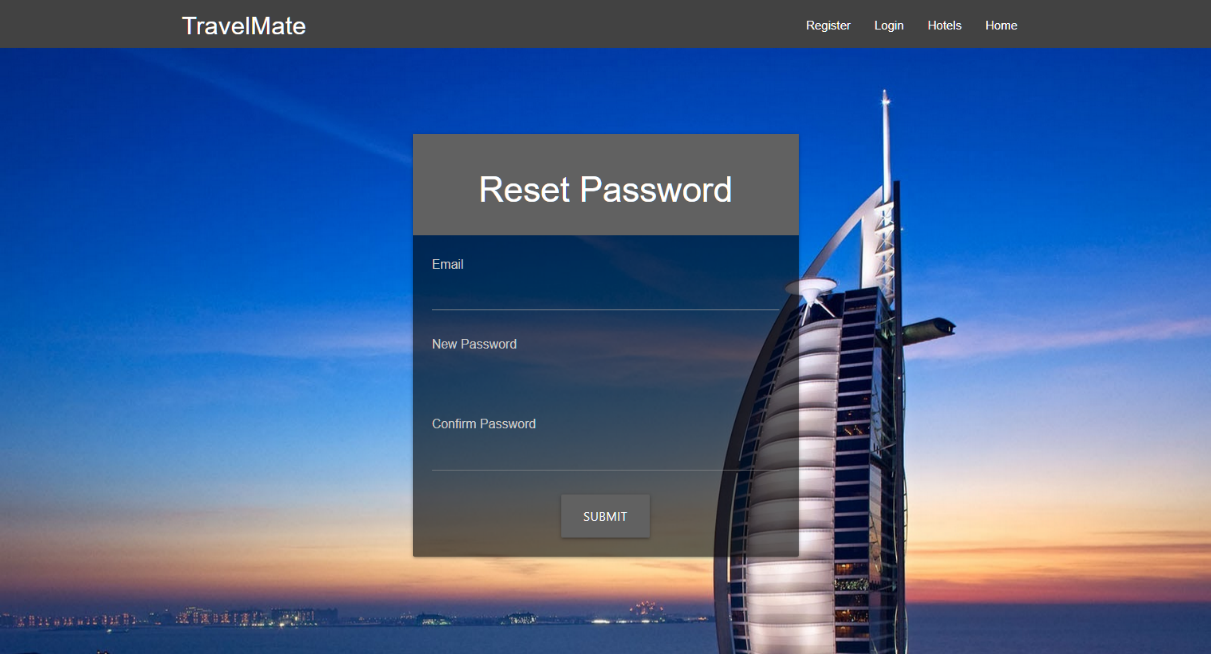 TravelMate
Register Login Hotels Home
Reset Password
Email
New Password
Confirm Password
SUBMIT